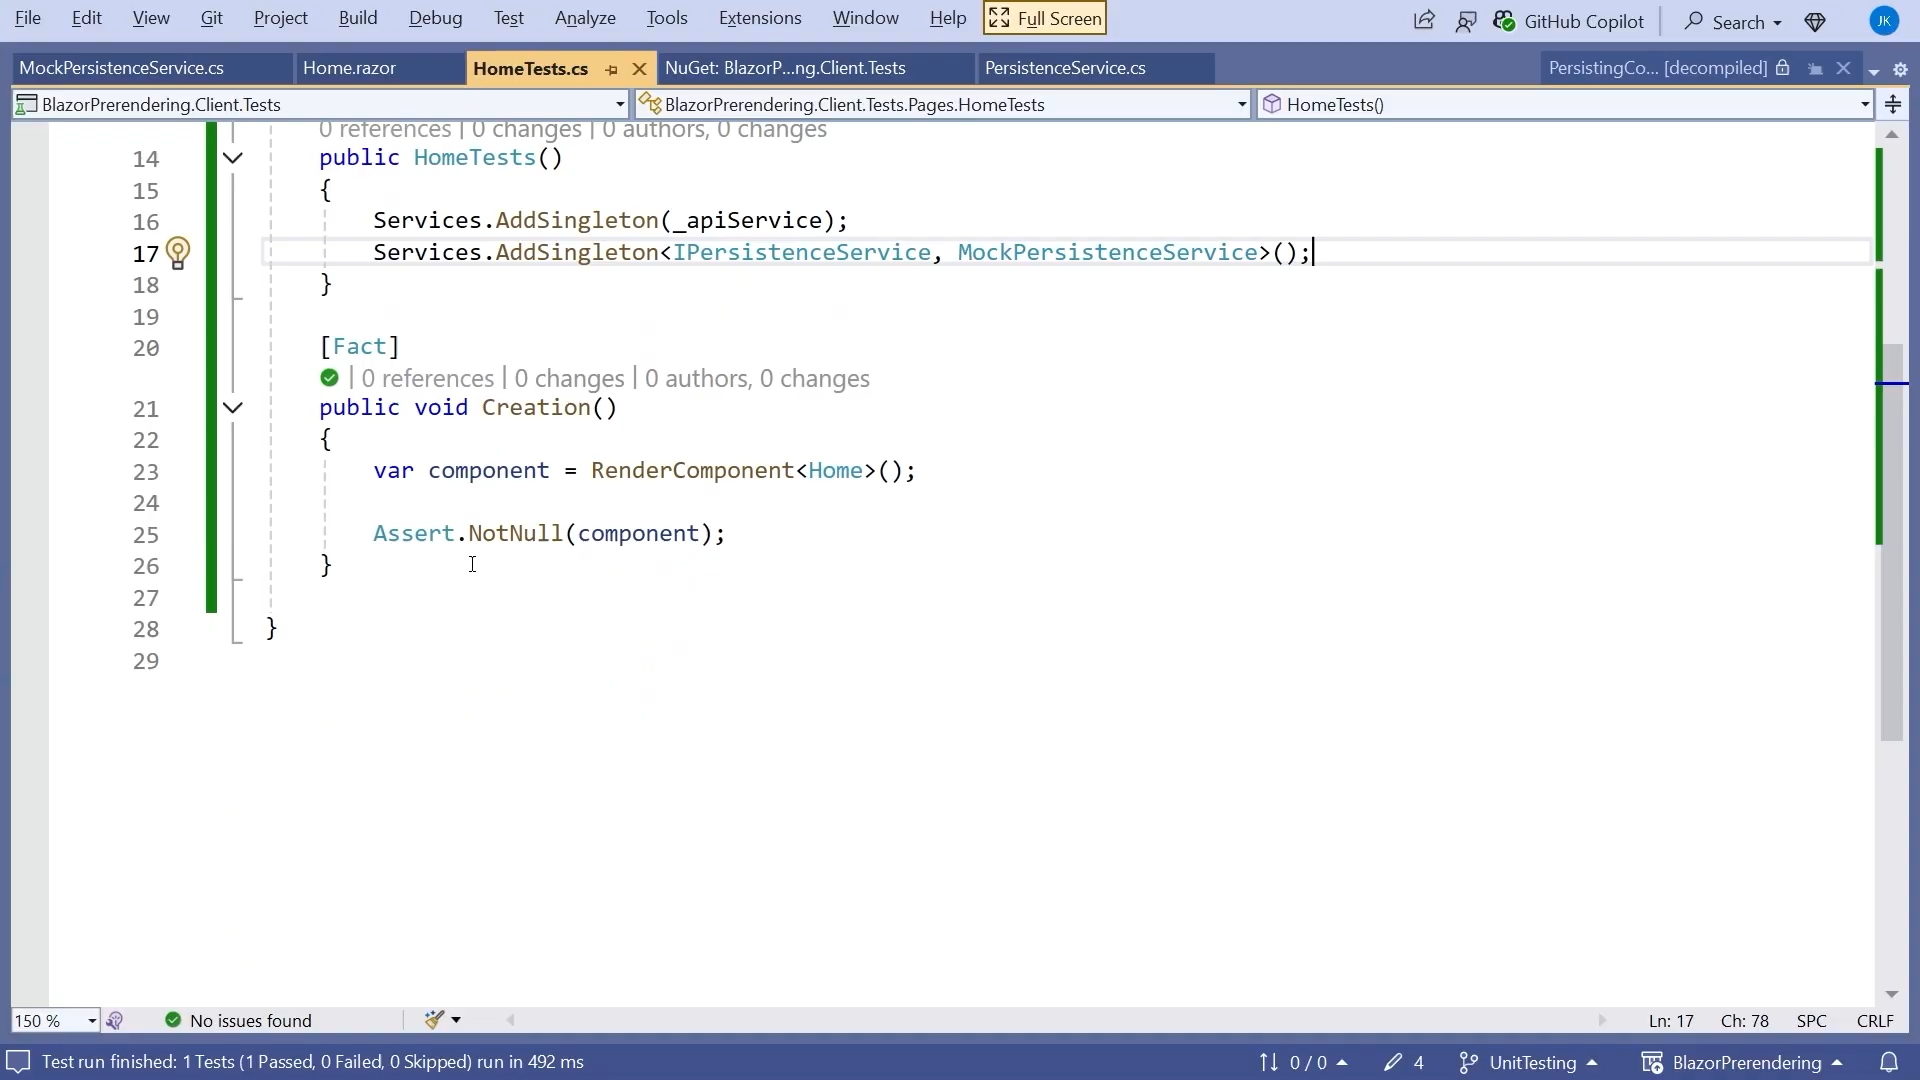 File Edit View Git Project Build Debug Test Analyze Tools Extensions Window Help Full Screen GitHub Copilot Search JK
MockPersistenceService.cs Home.razor HomeTests.cs NuGet: BlazorP...ng.Client.Tests PersistenceService.cs PersistingCo... [decompiled]
BlazorPrerendering.Client.Tests BlazorPrerendering.Client.Tests.Pages.HomeTests HomeTests()
0 references | 0 changes | 0 authors, 0 changes
14 public HomeTests()
15 {
16 Services.AddSingleton(_apiService);
17 Services.AddSingleton<IPersistenceService, MockPersistenceService>();
18 }
19
20 [Fact]
| 0 references | 0 changes | 0 authors, 0 changes
21 public void Creation()
22 {
23 var component = RenderComponent<Home>();
24
25 Assert.NotNull(component);
26 }
27
28 }
29
150 % No issues found Ln: 17 Ch: 78 SPC CRLF
Test run finished: 1 Tests (1 Passed, 0 Failed, 0 Skipped) run in 492 ms 0 / 0 4 UnitTesting BlazorPrerendering